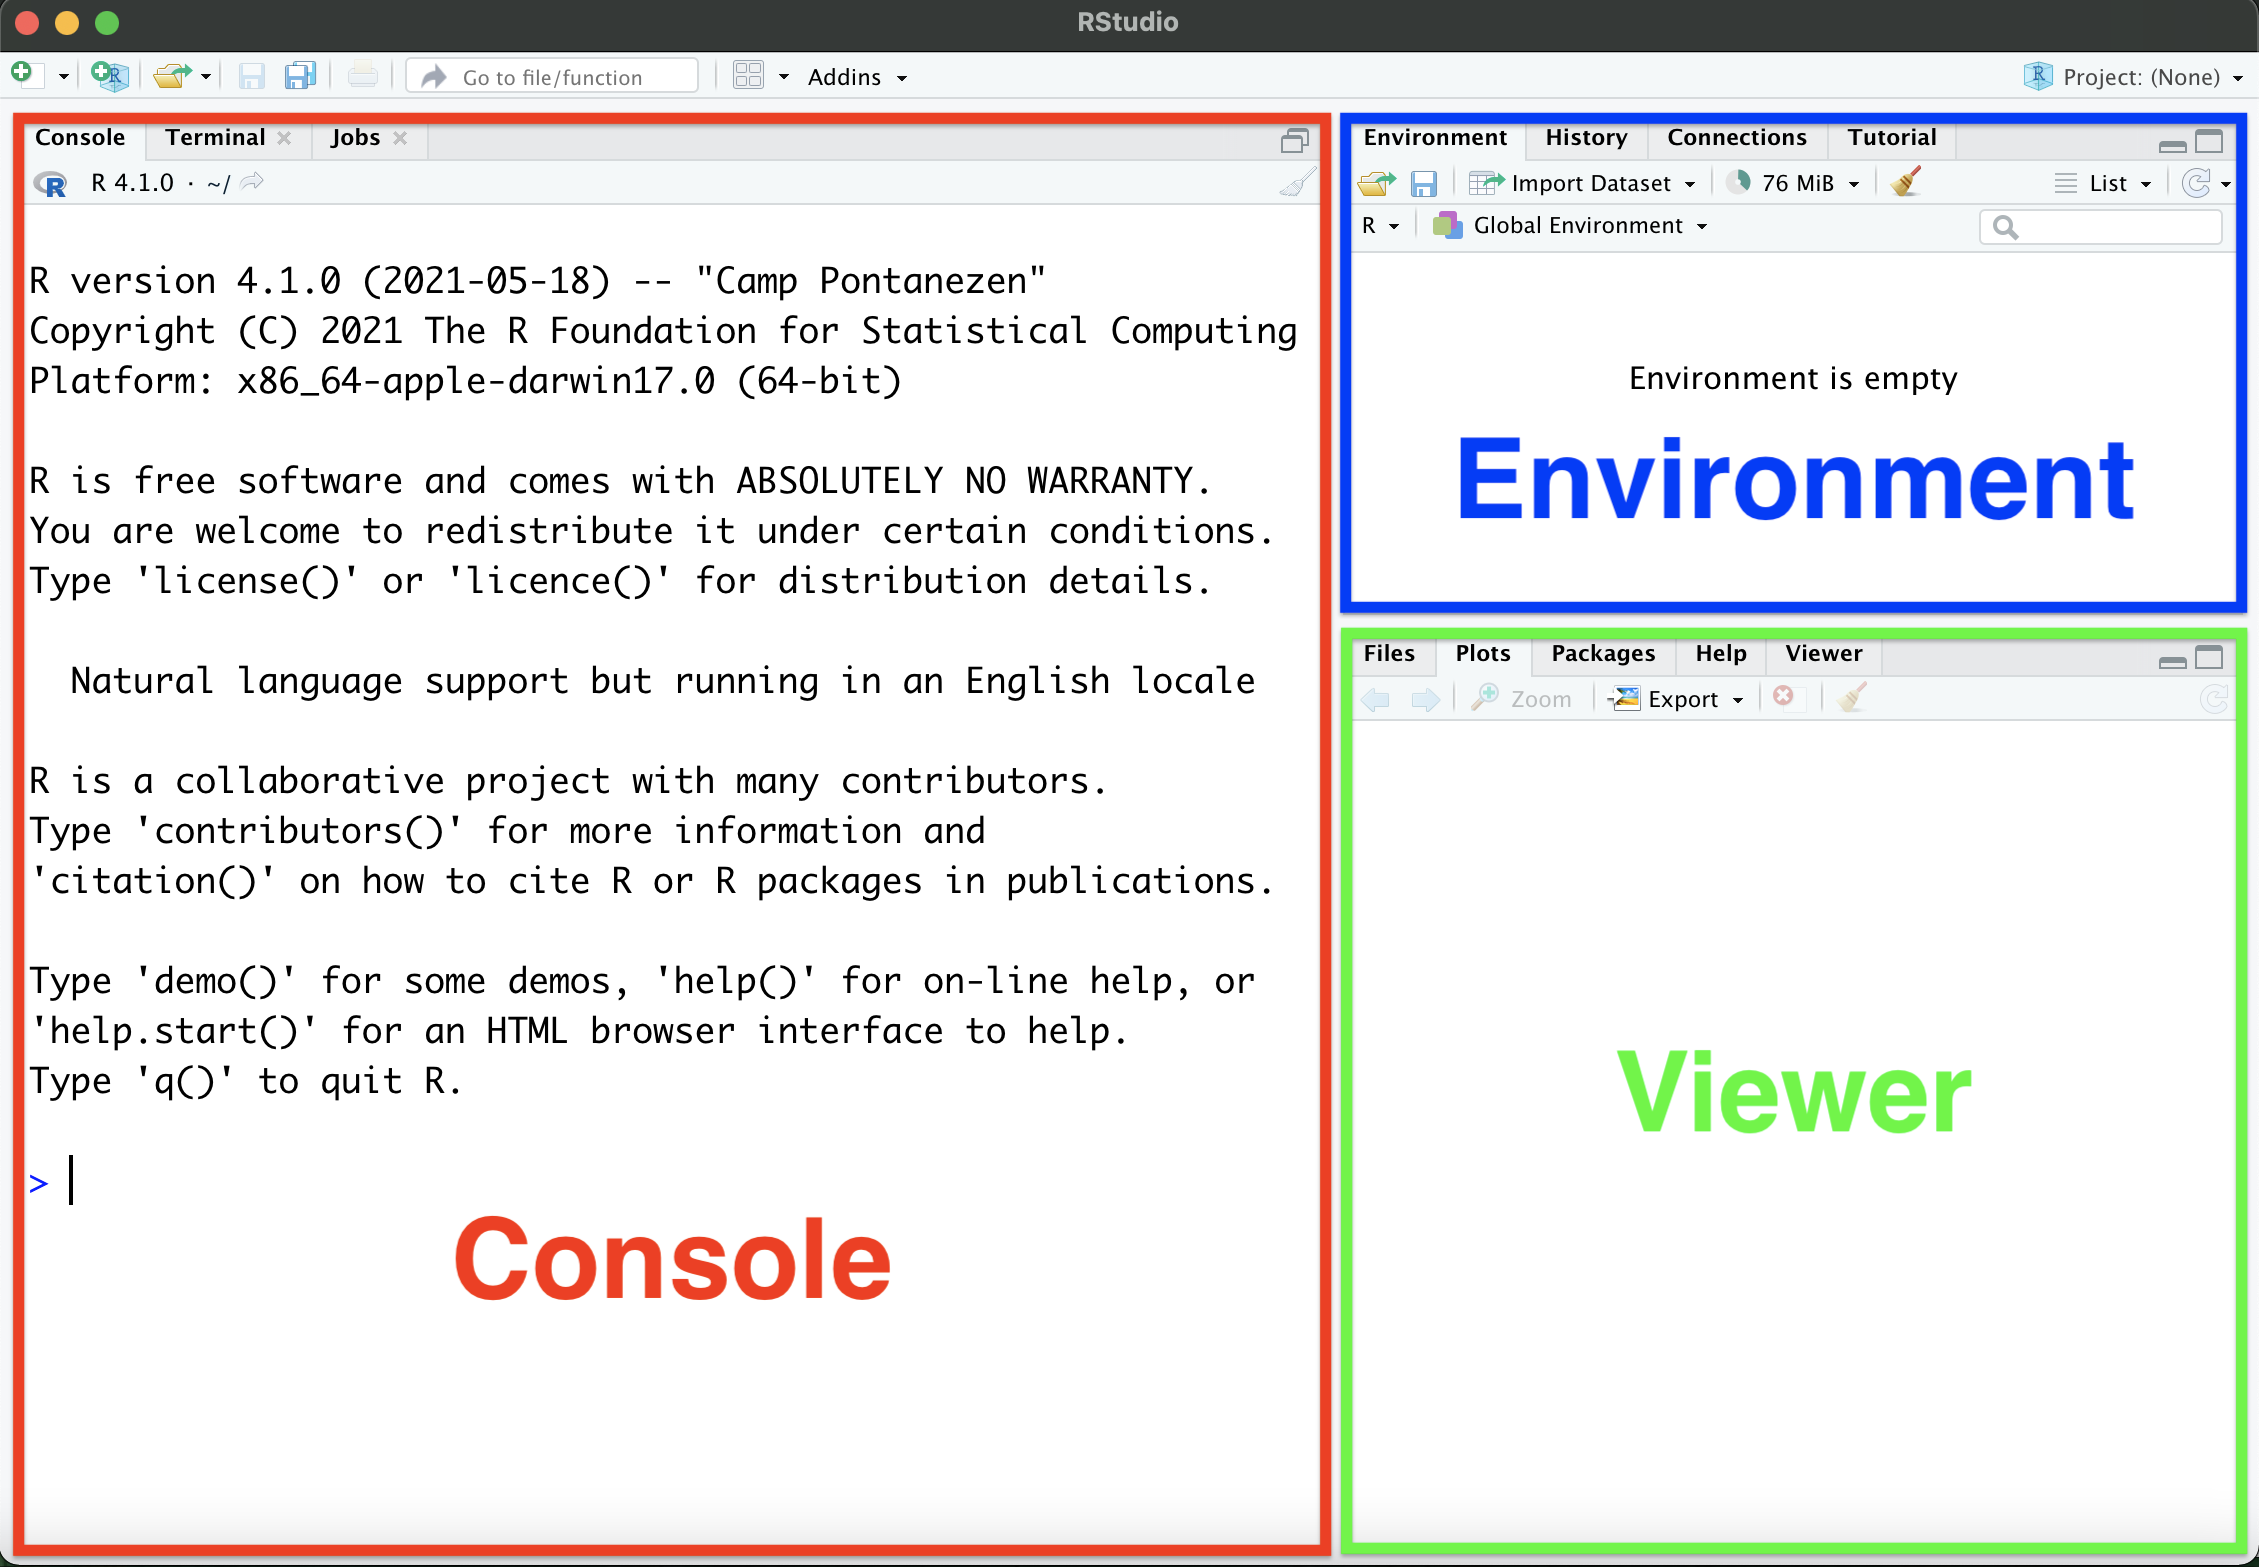 RStudio
Go to file/function
Addins
Project: (None)
Console Terminal Jobs
R 4.1.0 · ~/
R version 4.1.0 (2021-05-18) -- "Camp Pontanezen"
Copyright (C) 2021 The R Foundation for Statistical Computing
Platform: x86_64-apple-darwin17.0 (64-bit)
R is free software and comes with ABSOLUTELY NO WARRANTY.
You are welcome to redistribute it under certain conditions.
Type 'license()' or 'licence()' for distribution details.
Natural language support but running in an English locale
R is a collaborative project with many contributors.
Type 'contributors()' for more information and
'citation()' on how to cite R or R packages in publications.
Type 'demo()' for some demos, 'help()' for on-line help, or
'help.start()' for an HTML browser interface to help.
Type 'q()' to quit R.
>
Console
Environment History Connections Tutorial
Import Dataset 76 MiB List
R Global Environment
Environment is empty
Environment
Files Plots Packages Help Viewer
Zoom Export
Viewer